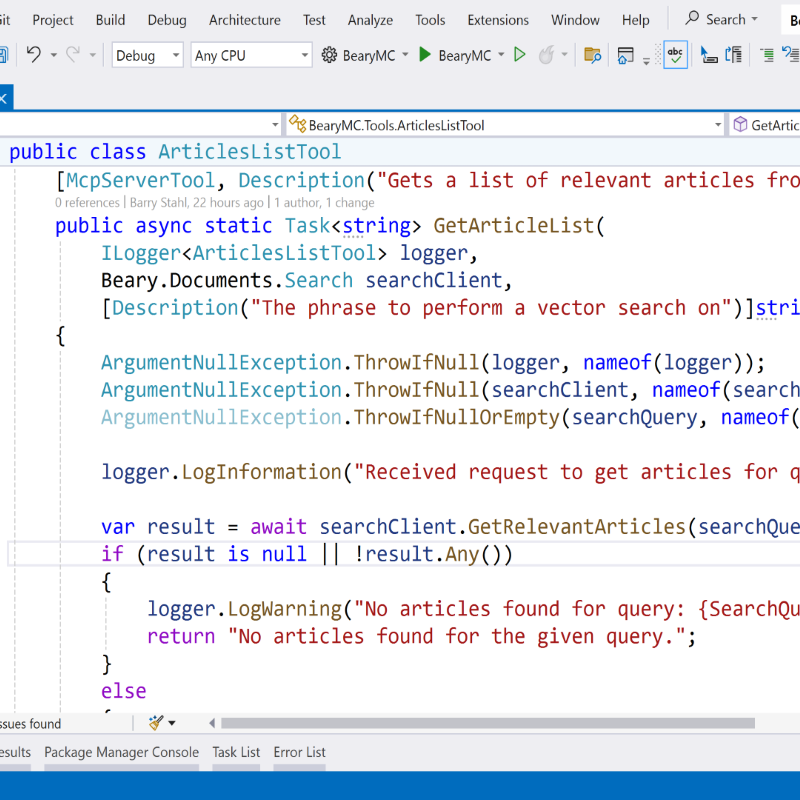 Git Project Build Debug Architecture Test Analyze Tools Extensions Window Help Search
Debug Any CPU BearyMC BearyMC abc
BearyMC.Tools.ArticlesListTool GetArtic
public class ArticlesListTool
[McpServerTool, Description("Gets a list of relevant articles fro
0 references | Barry Stahl, 22 hours ago | 1 author, 1 change
public async static Task<string> GetArticleList(
ILogger<ArticlesListTool> logger,
Beary.Documents.Search searchClient,
[Description("The phrase to perform a vector search on")]stri
{
ArgumentNullException.ThrowIfNull(logger, nameof(logger));
ArgumentNullException.ThrowIfNull(searchClient, nameof(search
ArgumentNullException.ThrowIfNullOrEmpty(searchQuery, nameof(
logger.LogInformation("Received request to get articles for q
var result = await searchClient.GetRelevantArticles(searchQue
if (result is null || !result.Any())
{
logger.LogWarning("No articles found for query: {SearchQu
return "No articles found for the given query.";
}
else
{
ssues found
esults Package Manager Console Task List Error List